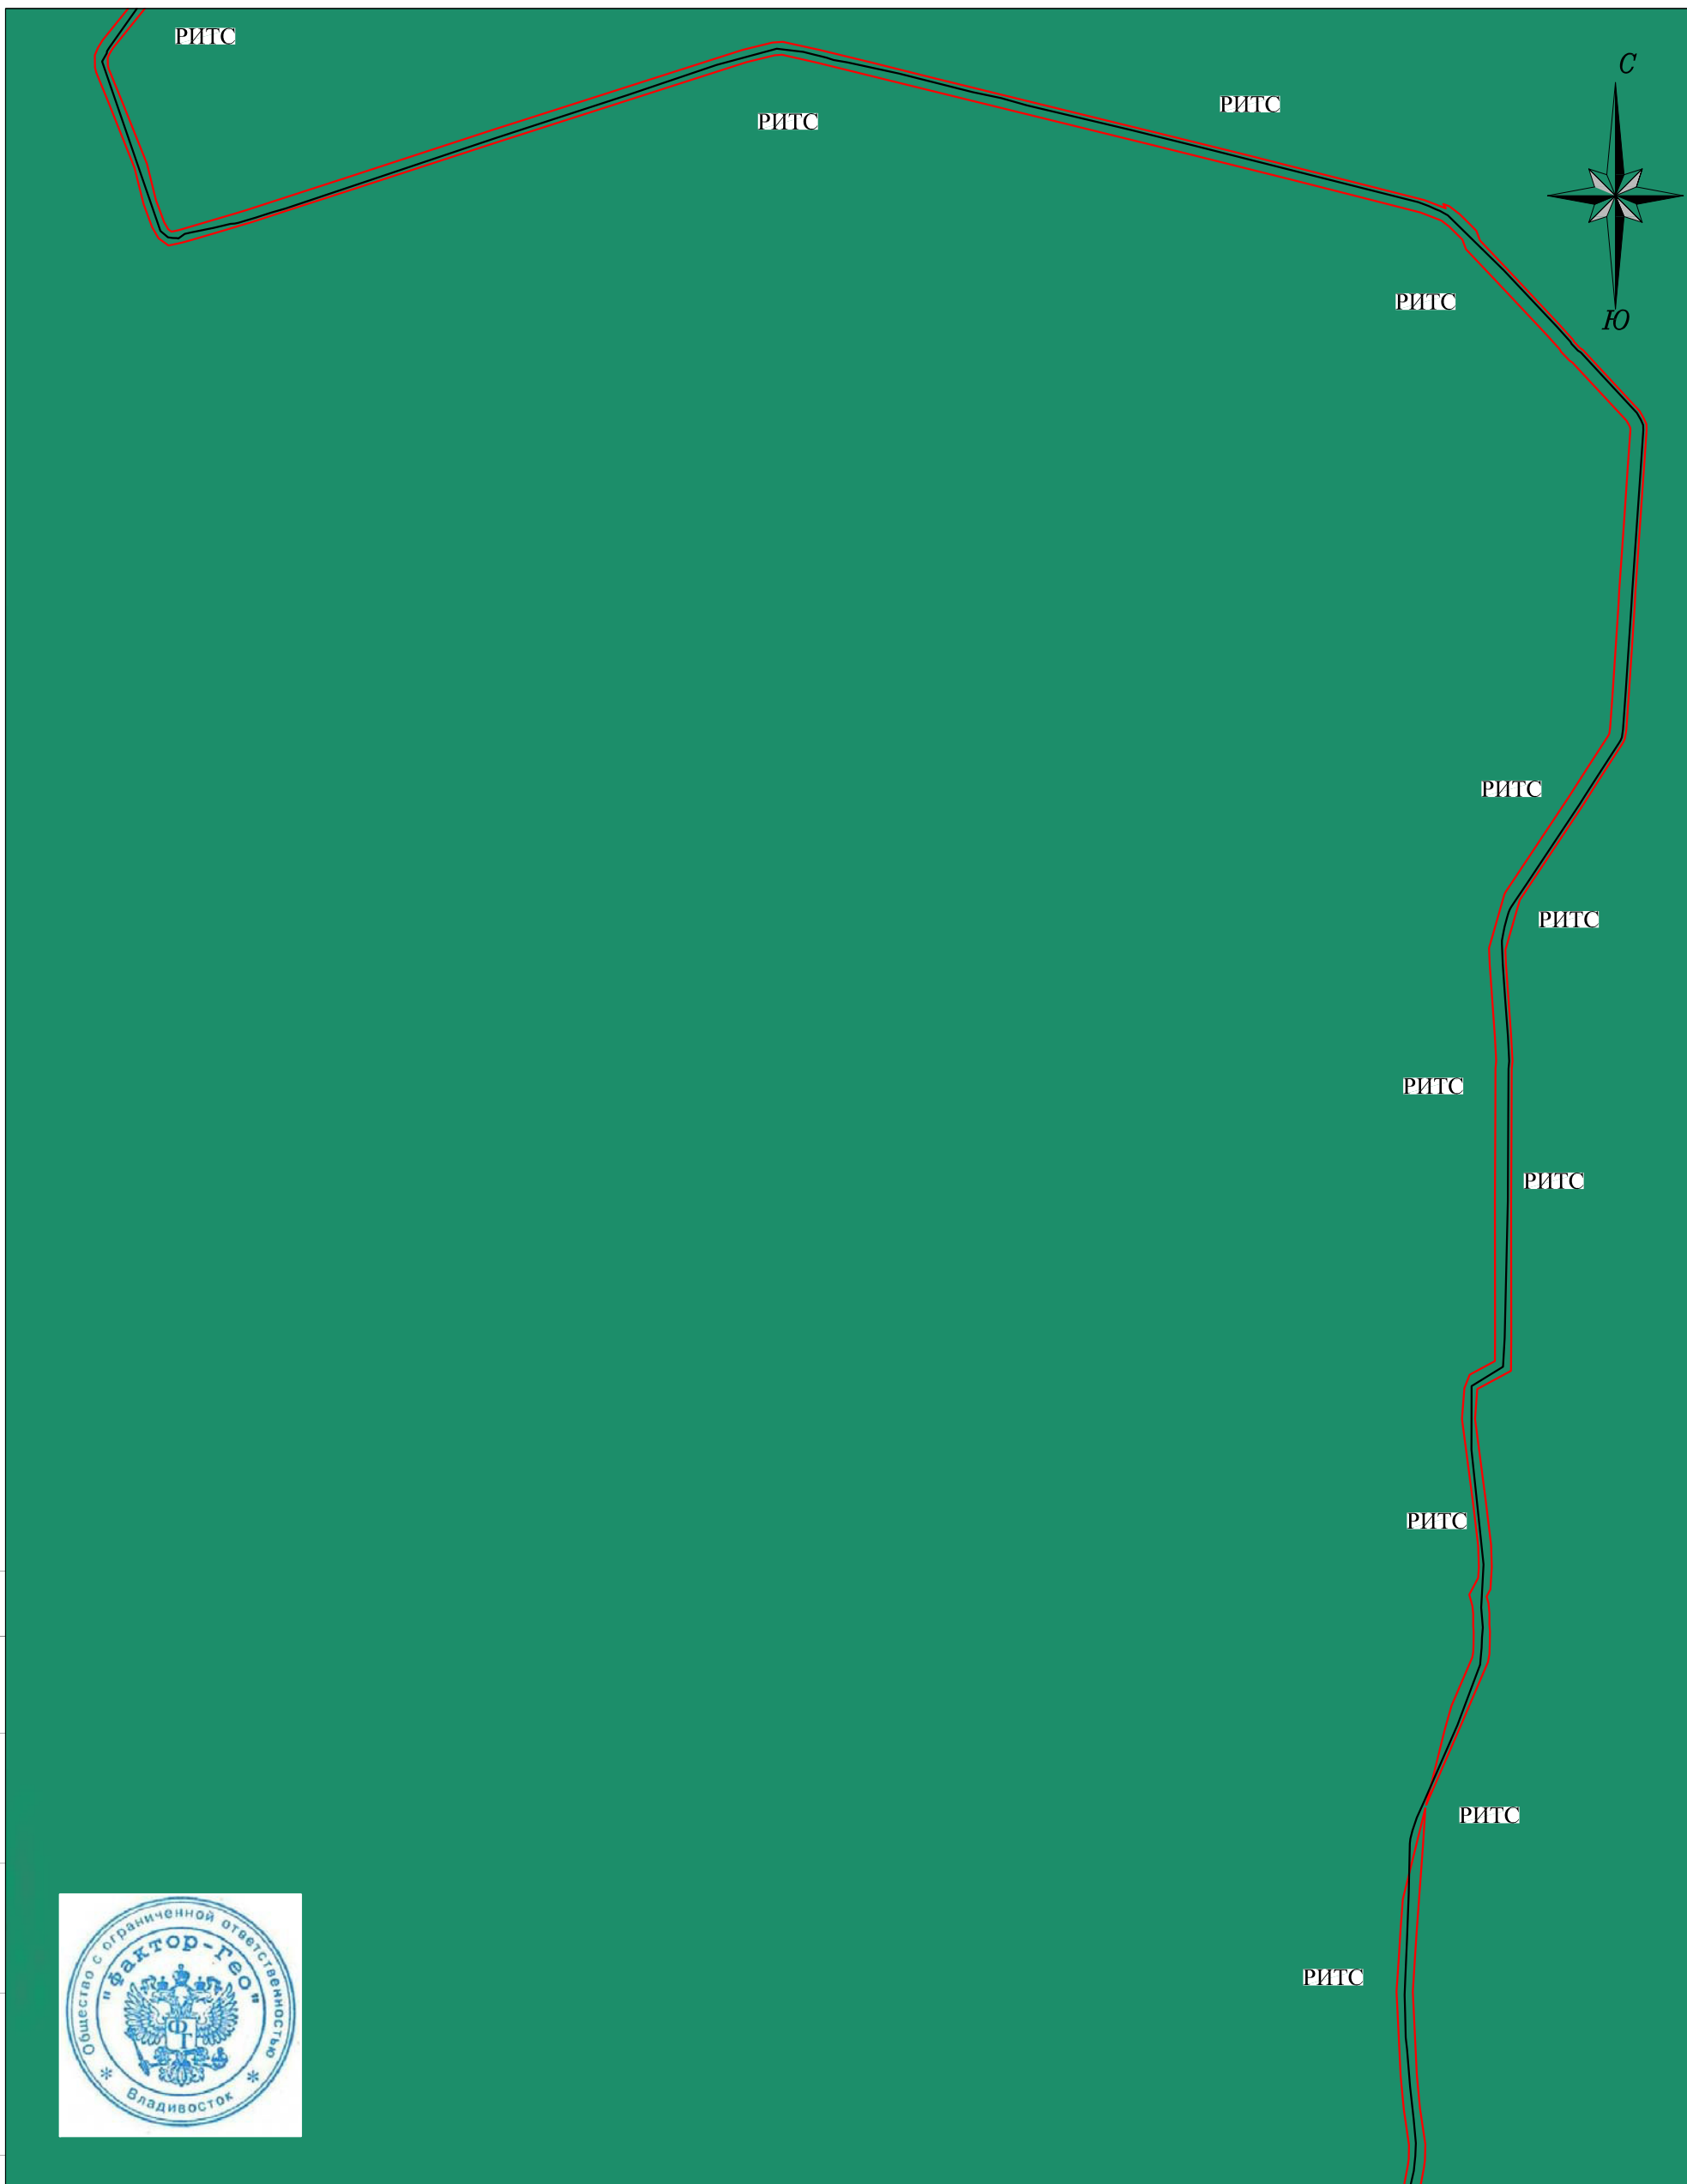 РИТС
С
РИТС
РИТС
РИТС
Ю
РИТС
РИТС
РИТС
РИТС
РИТС
РИТС
РИТС
Общество с ограниченной ответственностью
"Фактор-гео"
ФГ
* Владивосток *